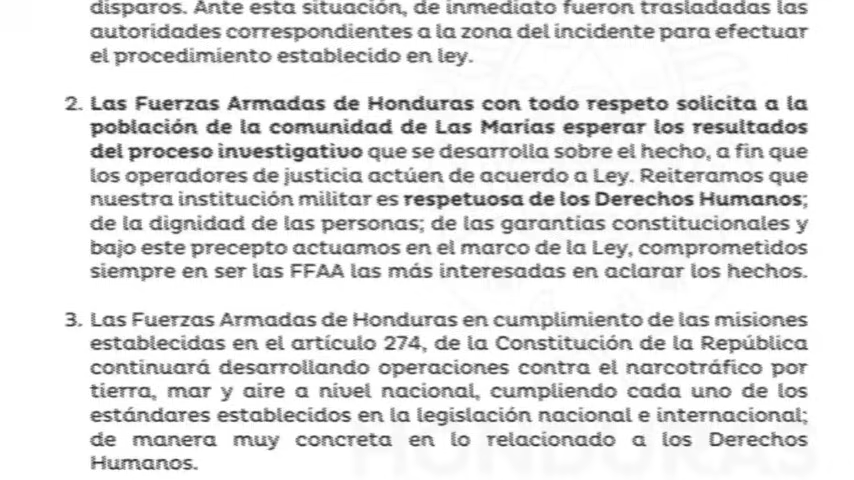 disparos. Ante esta situación, de inmediato fueron trasladadas las
autoridades correspondientes a la zona del incidente para efectuar
el procedimiento establecido en ley.
2. Las Fuerzas Armadas de Honduras con todo respeto solicita a la
población de la comunidad de Las Marías esperar los resultados
del proceso investigativo que se desarrolla sobre el hecho, a fin que
los operadores de justicia actúen de acuerdo a Ley. Reiteramos que
nuestra institución militar es respetuosa de los Derechos Humanos;
de la dignidad de las personas; de las garantías constitucionales y
bajo este precepto actuamos en el marco de la Ley, comprometidos
siempre en ser las FFAA las más interesadas en aclarar los hechos.
3. Las Fuerzas Armadas de Honduras en cumplimiento de las misiones
establecidas en el artículo 274, de la Constitución de la República
continuará desarrollando operaciones contra el narcotráfico por
tierra, mar y aire a nivel nacional, cumpliendo cada uno de los
estándares establecidos en la legislación nacional e internacional;
de manera muy concreta en lo relacionado a los Derechos
Humanos.
HONDURAS